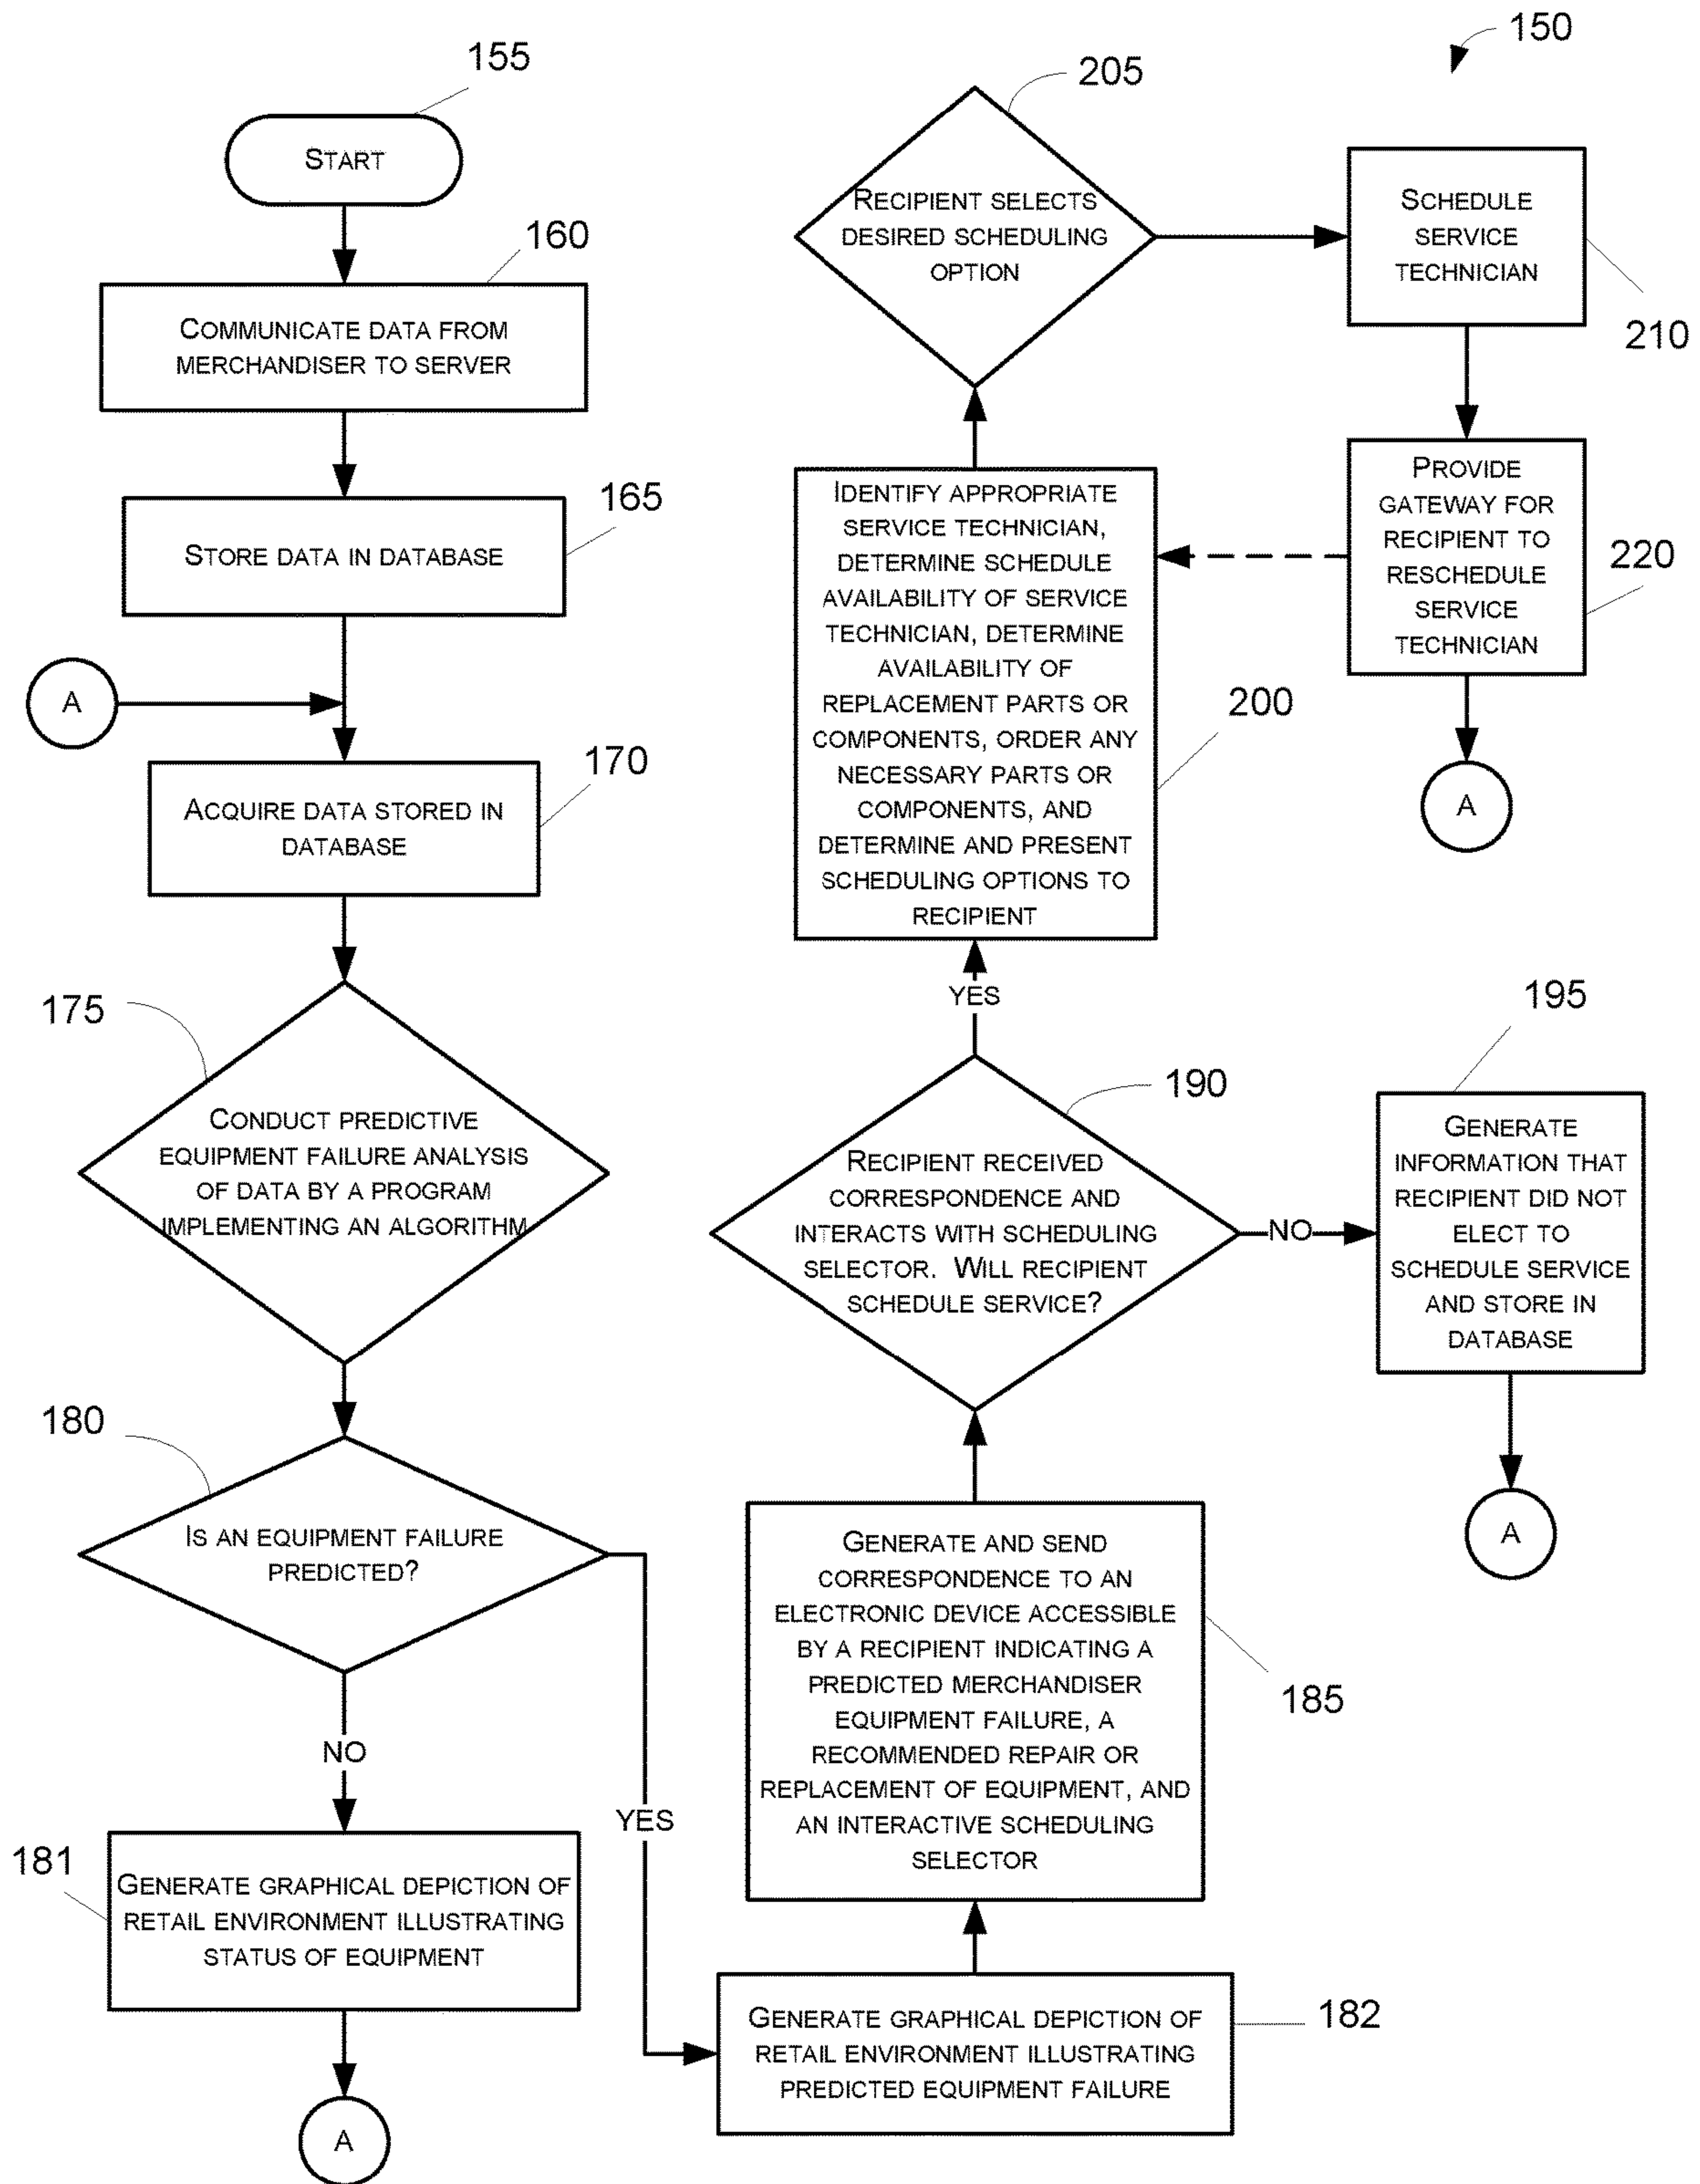 150
155
START
160
COMMUNICATE DATA FROM
MERCHANDISER TO SERVER
165
STORE DATA IN DATABASE
A
170
ACQUIRE DATA STORED IN
DATABASE
175
CONDUCT PREDICTIVE
EQUIPMENT FAILURE ANALYSIS
OF DATA BY A PROGRAM
IMPLEMENTING AN ALGORITHM
180
IS AN EQUIPMENT FAILURE
PREDICTED?
NO
YES
181
GENERATE GRAPHICAL DEPICTION OF
RETAIL ENVIRONMENT ILLUSTRATING
STATUS OF EQUIPMENT
A
182
GENERATE GRAPHICAL DEPICTION OF
RETAIL ENVIRONMENT ILLUSTRATING
PREDICTED EQUIPMENT FAILURE
185
GENERATE AND SEND
CORRESPONDENCE TO AN
ELECTRONIC DEVICE ACCESSIBLE
BY A RECIPIENT INDICATING A
PREDICTED MERCHANDISER
EQUIPMENT FAILURE, A
RECOMMENDED REPAIR OR
REPLACEMENT OF EQUIPMENT, AND
AN INTERACTIVE SCHEDULING
SELECTOR
190
RECIPIENT RECEIVED
CORRESPONDENCE AND
INTERACTS WITH SCHEDULING
SELECTOR. WILL RECIPIENT
SCHEDULE SERVICE?
NO
195
GENERATE
INFORMATION THAT
RECIPIENT DID NOT
ELECT TO
SCHEDULE SERVICE
AND STORE IN
DATABASE
A
YES
200
IDENTIFY APPROPRIATE
SERVICE TECHNICIAN,
DETERMINE SCHEDULE
AVAILABILITY OF SERVICE
TECHNICIAN, DETERMINE
AVAILABILITY OF
REPLACEMENT PARTS OR
COMPONENTS, ORDER ANY
NECESSARY PARTS OR
COMPONENTS, AND
DETERMINE AND PRESENT
SCHEDULING OPTIONS TO
RECIPIENT
205
RECIPIENT SELECTS
DESIRED SCHEDULING
OPTION
210
SCHEDULE
SERVICE
TECHNICIAN
220
PROVIDE
GATEWAY FOR
RECIPIENT TO
RESCHEDULE
SERVICE
TECHNICIAN
A